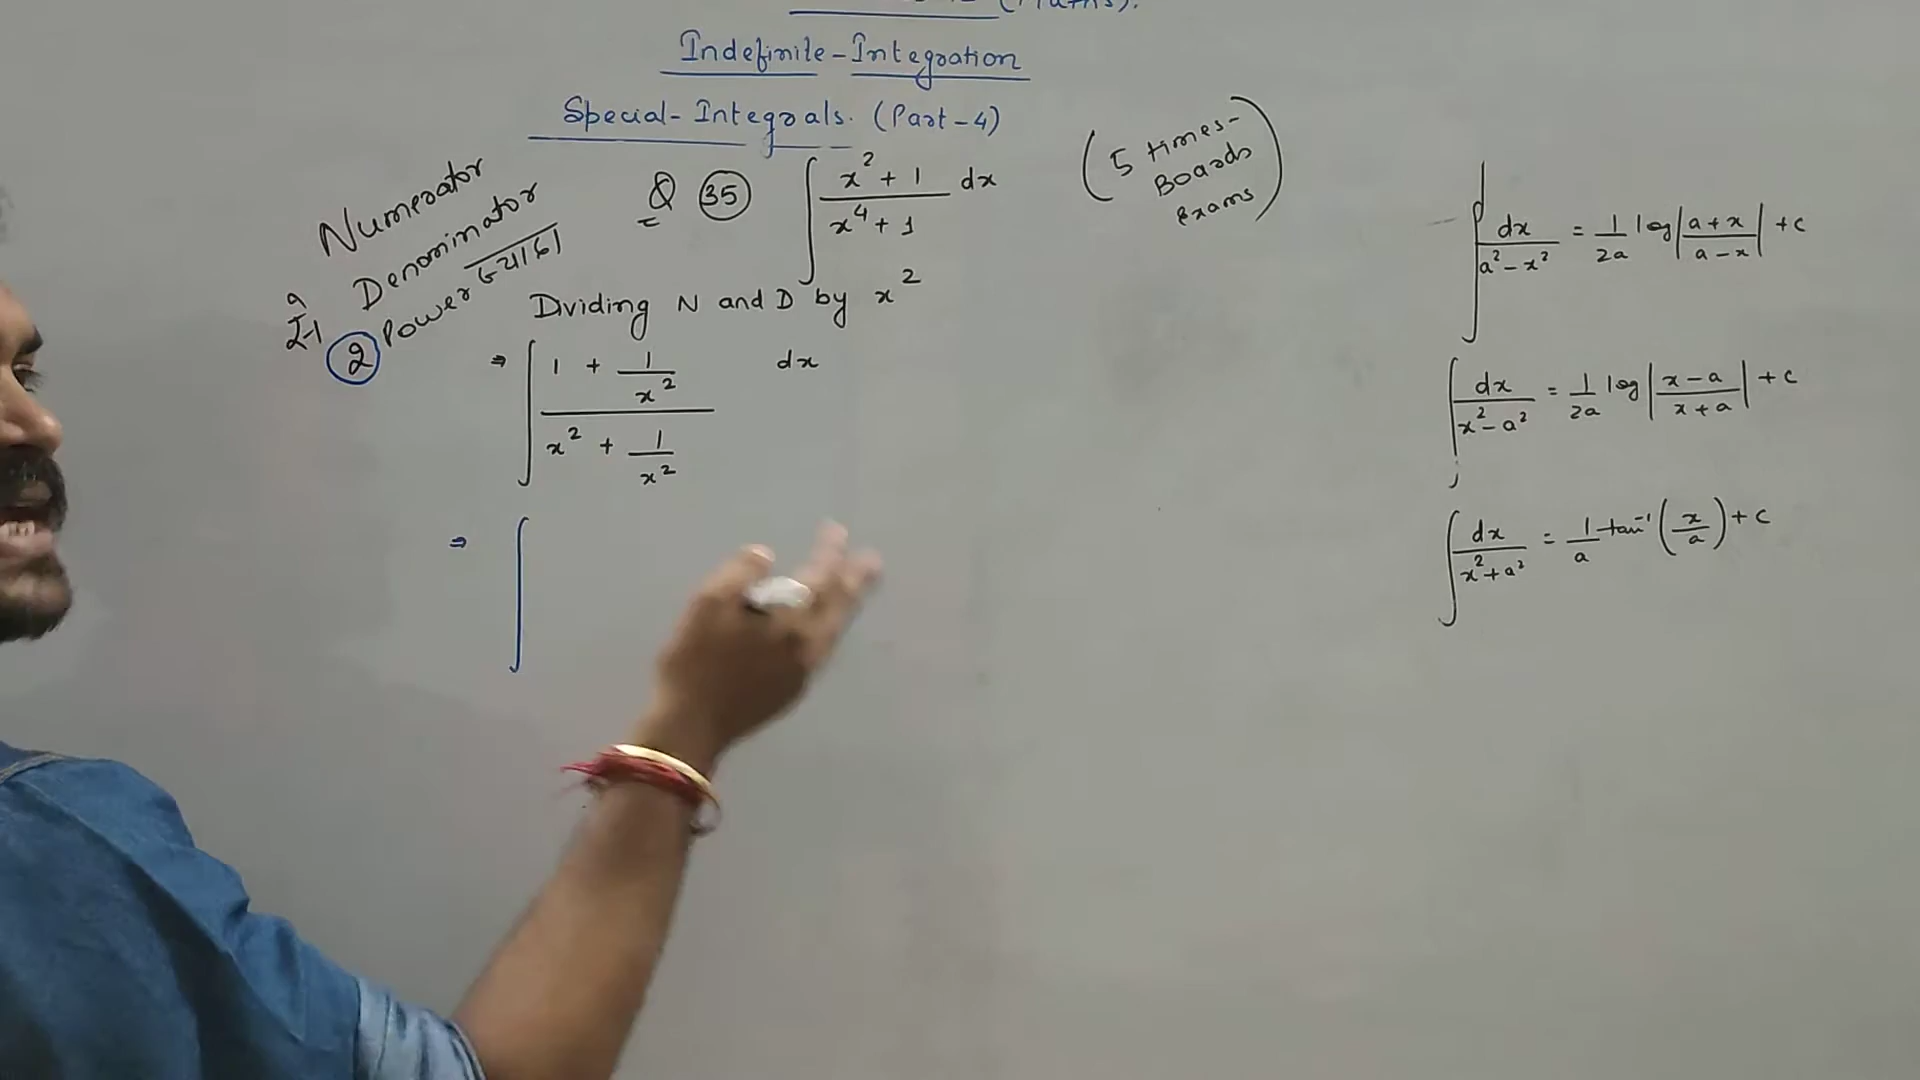 (Maths).
Indefinite-Integration
Special-Integrals. (Part-4)
Numerator
Denominator
Power ज्यादा
2
Q 35 ∫ (x² + 1)/(x⁴ + 1) dx
(5 times-
Boards
exams)
Dividing N and D by x²
⇒ ∫ (1 + 1/x²)/(x² + 1/x²) dx
⇒ ∫
∫ dx/(a² - x²) = 1/2a log|(a + x)/(a - x)| + c
∫ dx/(x² - a²) = 1/2a log|(x - a)/(x + a)| + c
∫ dx/(x² + a²) = 1/a tan⁻¹(x/a) + c